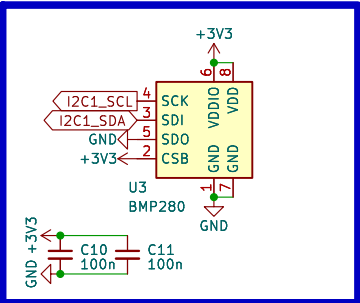 +3V3
6
8
VDDIO
VDD
I2C1_SCL 4 SCK
I2C1_SDA 3 SDI
GND 5 SDO
+3V3 2 CSB
GND
GND
1
7
U3
BMP280
GND
+3V3
GND
C10
100n
C11
100n